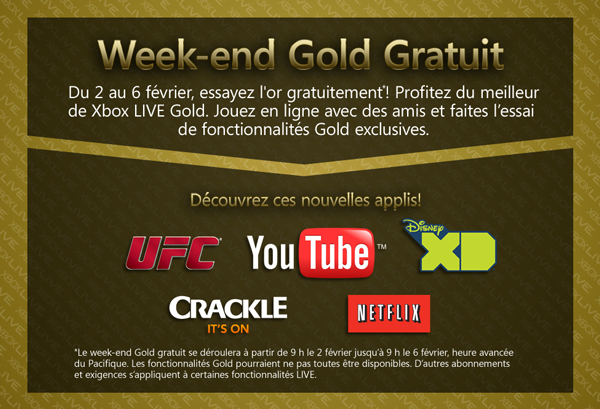 Week-end Gold Gratuit
Du 2 au 6 février, essayez l'or gratuitement*! Profitez du meilleur
de Xbox LIVE Gold. Jouez en ligne avec des amis et faites l'essai
de fonctionnalités Gold exclusives.
Découvrez ces nouvelles applis!
UFC®
YouTube™
Disney
XD
CRACKLE
IT'S ON
NETFLIX
*Le week-end Gold gratuit se déroulera à partir de 9 h le 2 février jusqu'à 9 h le 6 février, heure avancée
du Pacifique. Les fonctionnalités Gold pourraient ne pas toutes être disponibles. D'autres abonnements
et exigences s'appliquent à certaines fonctionnalités LIVE.